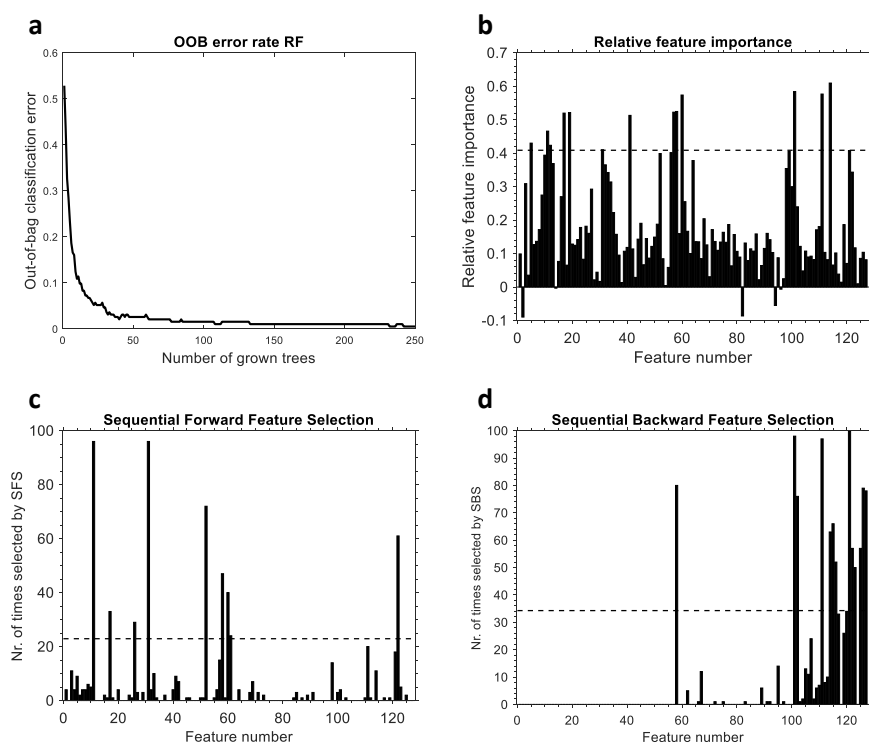 a
OOB error rate RF
0.6
0.5
0.4
0.3
0.2
0.1
0
Out-of-bag classification error
0 50 100 150 200 250
Number of grown trees
b
Relative feature importance
0.7
0.6
0.5
0.4
0.3
0.2
0.1
0
-0.1
Relative feature importance
0 20 40 60 80 100 120
Feature number
c
Sequential Forward Feature Selection
100
80
60
40
20
0
Nr. of times selected by SFS
0 20 40 60 80 100 120
Feature number
d
Sequential Backward Feature Selection
100
90
80
70
60
50
40
30
20
10
0
Nr. of times selected by SBS
0 20 40 60 80 100 120
Feature number